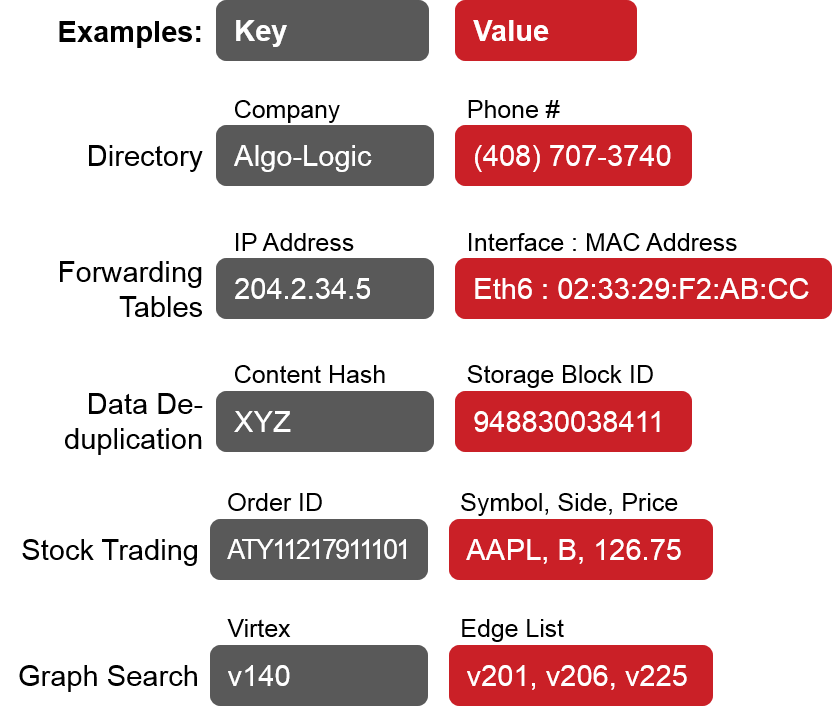 Examples: Key Value
Company Phone #
Directory Algo-Logic (408) 707-3740
IP Address Interface : MAC Address
Forwarding
Tables
204.2.34.5 Eth6 : 02:33:29:F2:AB:CC
Content Hash Storage Block ID
Data De-
duplication
XYZ 948830038411
Order ID Symbol, Side, Price
Stock Trading ATY11217911101 AAPL, B, 126.75
Virtex Edge List
Graph Search v140 v201, v206, v225